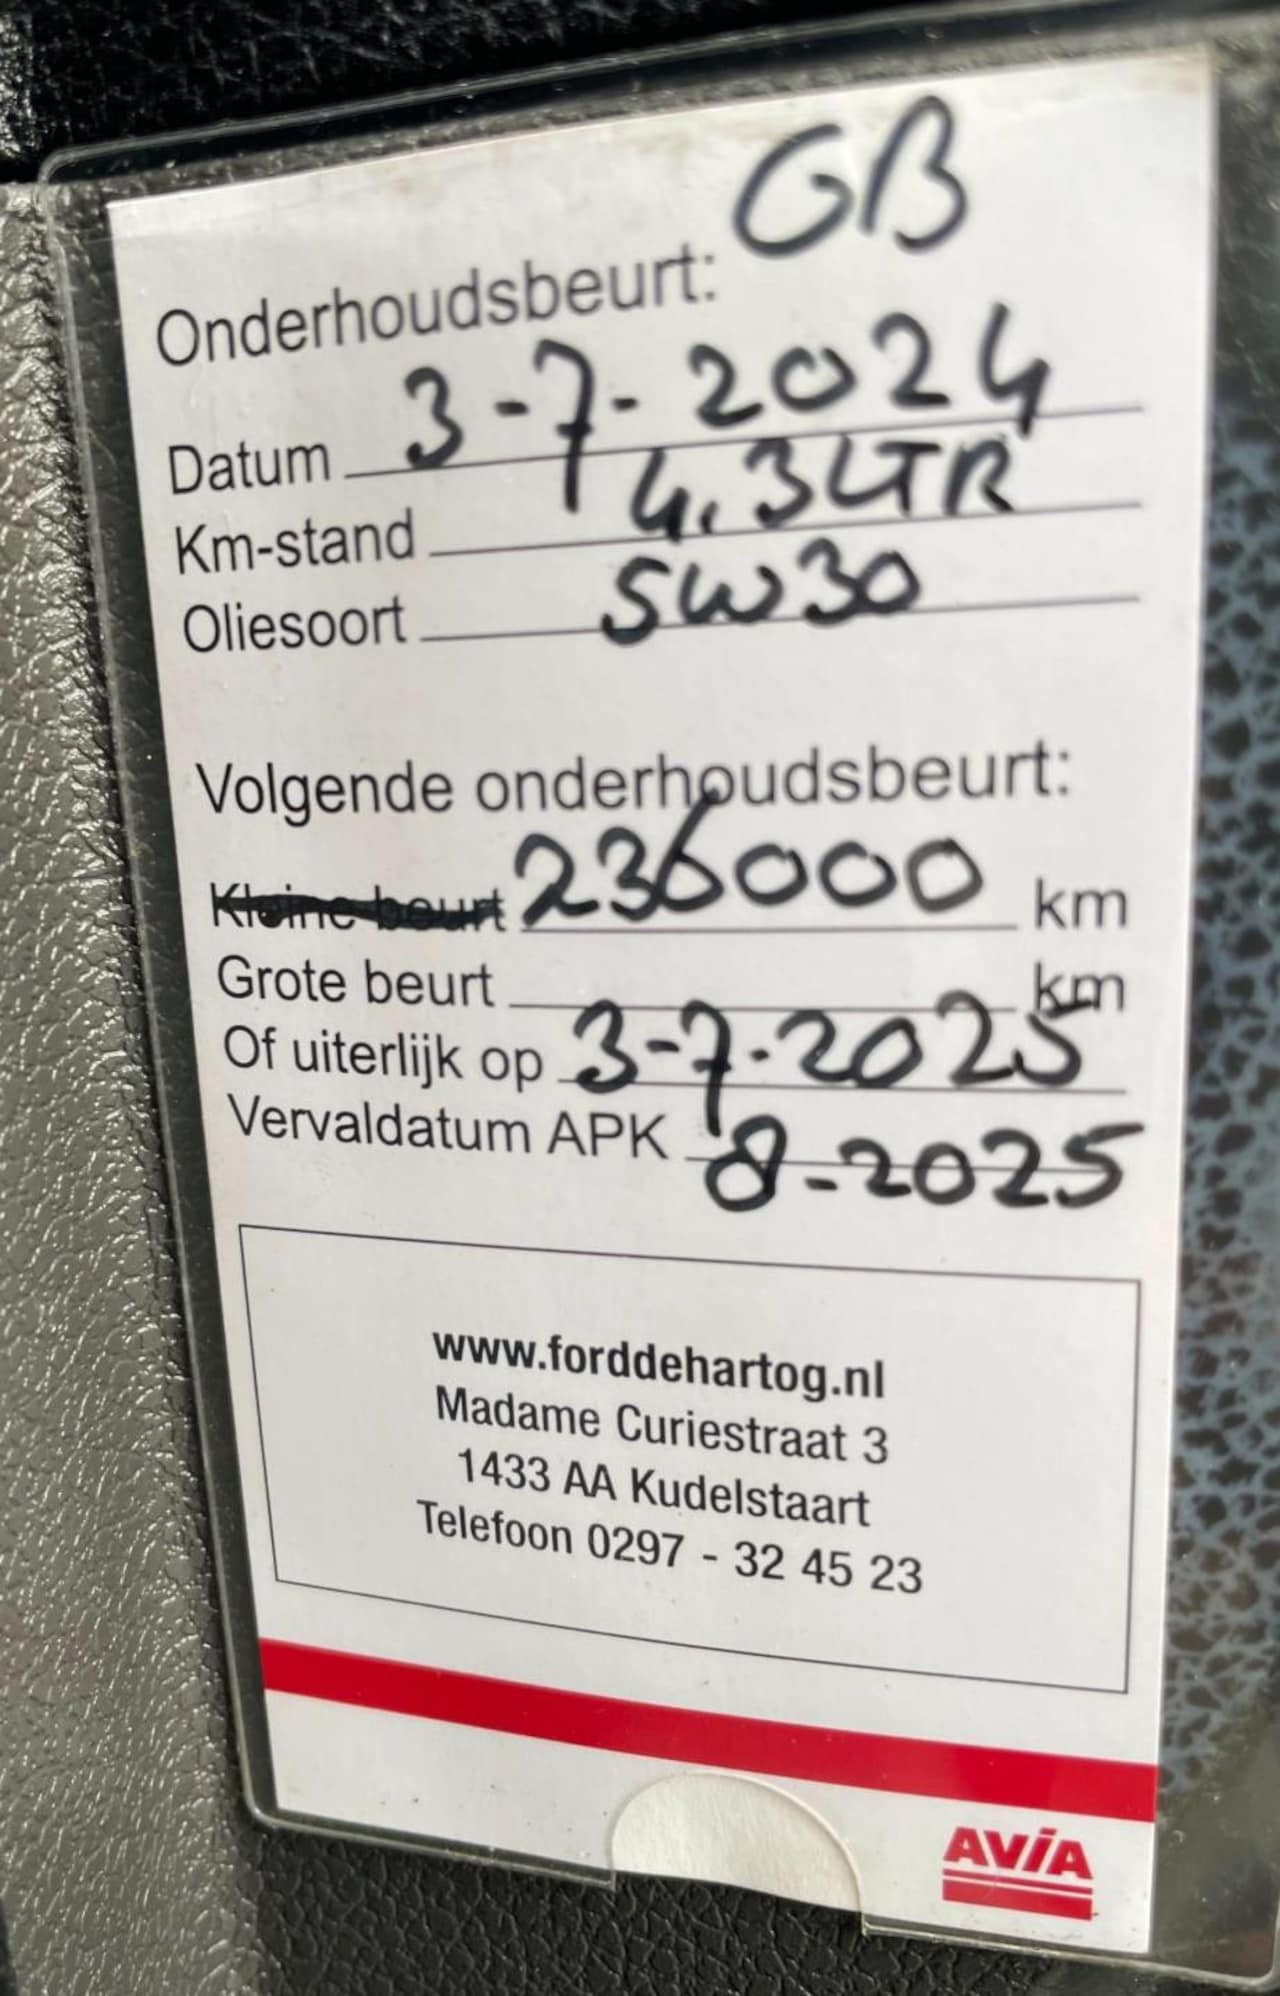 Onderhoudsbeurt: GB
Datum 3-7-2024
Km-stand 4.3LTR
Oliesoort 5W30
Volgende onderhoudsbeurt:
Kleine beurt 236000 km
Grote beurt km
Of uiterlijk op 3-7-2025
Vervaldatum APK 8-2025
www.forddehartog.nl
Madame Curiestraat 3
1433 AA Kudelstaart
Telefoon 0297 - 32 45 23
AVIA